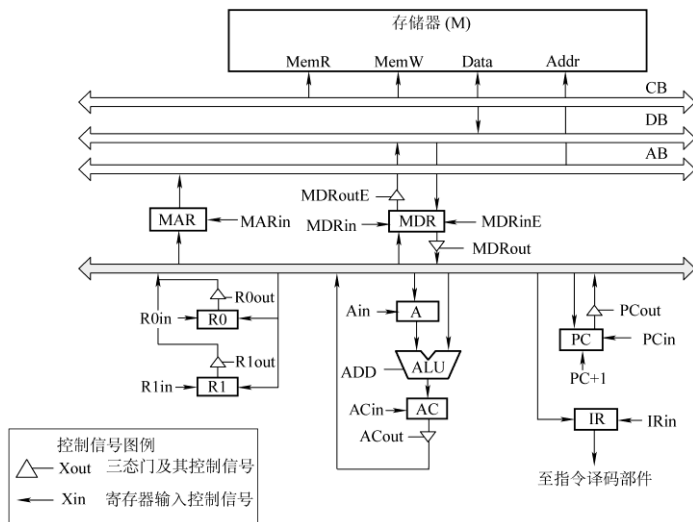 存储器 (M)
MemR MemW Data Addr
CB
DB
AB
MDRoutE
MAR MARin MDRin MDR MDRinE
MDRout
R0out
R0in R0
R1out
R1in R1
Ain A
ADD ALU
ACin AC
ACout
PCout
PC PCin
PC+1
IR IRin
至指令译码部件
控制信号图例
Xout 三态门及其控制信号
Xin 寄存器输入控制信号